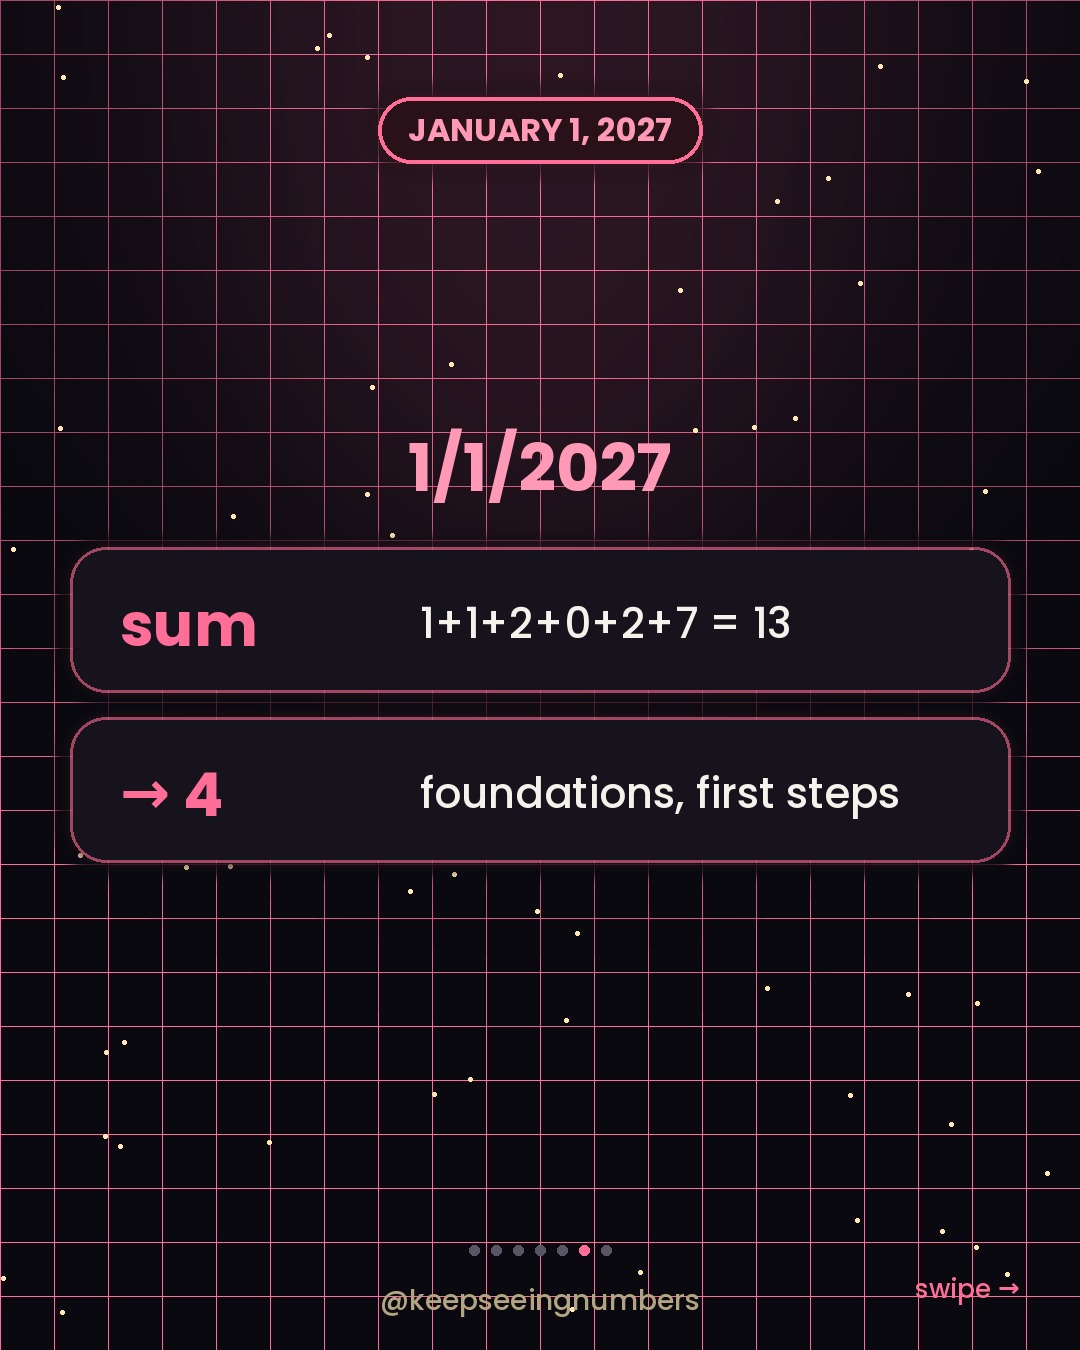 JANUARY 1, 2027
1/1/2027
sum 1+1+2+0+2+7 = 13
→ 4 foundations, first steps
@keepseeingnumbers
swipe →